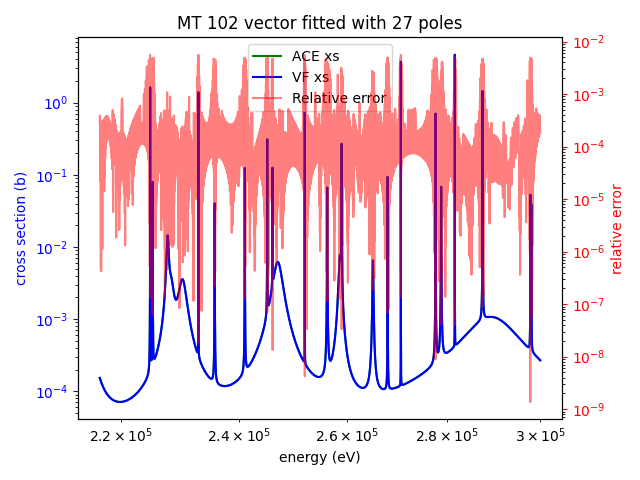 MT 102 vector fitted with 27 poles
ACE xs
VF xs
Relative error
cross section (b)
10⁰
10⁻¹
10⁻²
10⁻³
10⁻⁴
10⁻²
10⁻³
10⁻⁴
10⁻⁵
10⁻⁶
10⁻⁷
10⁻⁸
10⁻⁹
relative error
2.2 × 10⁵ 2.4 × 10⁵ 2.6 × 10⁵ 2.8 × 10⁵ 3 × 10⁵
energy (eV)